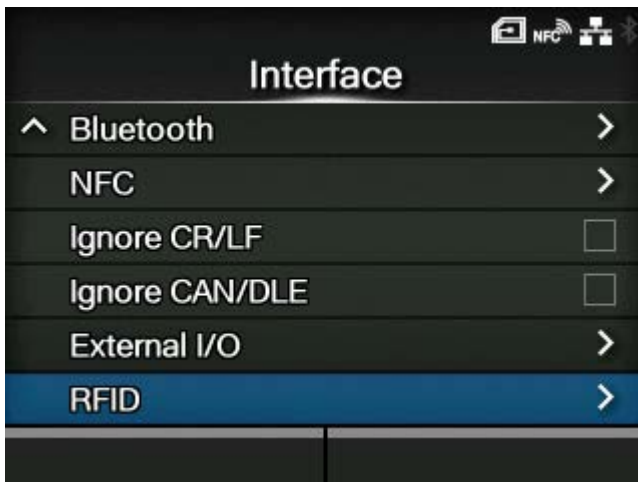 NFC
Interface
Bluetooth
NFC
Ignore CR/LF
Ignore CAN/DLE
External I/O
RFID